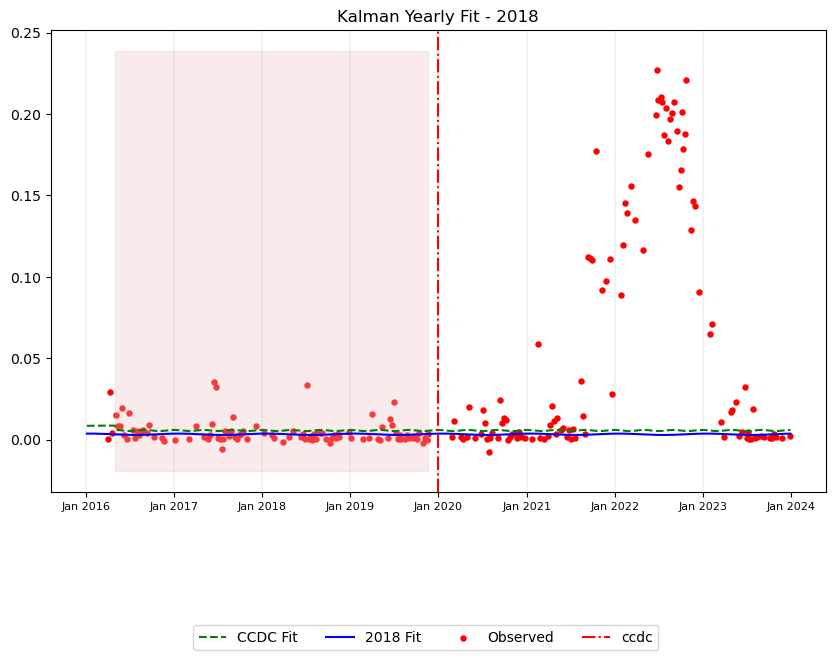 Kalman Yearly Fit - 2018
0.25
0.20
0.15
0.10
0.05
0.00
Jan 2016 Jan 2017 Jan 2018 Jan 2019 Jan 2020 Jan 2021 Jan 2022 Jan 2023 Jan 2024
CCDC Fit 2018 Fit Observed ccdc